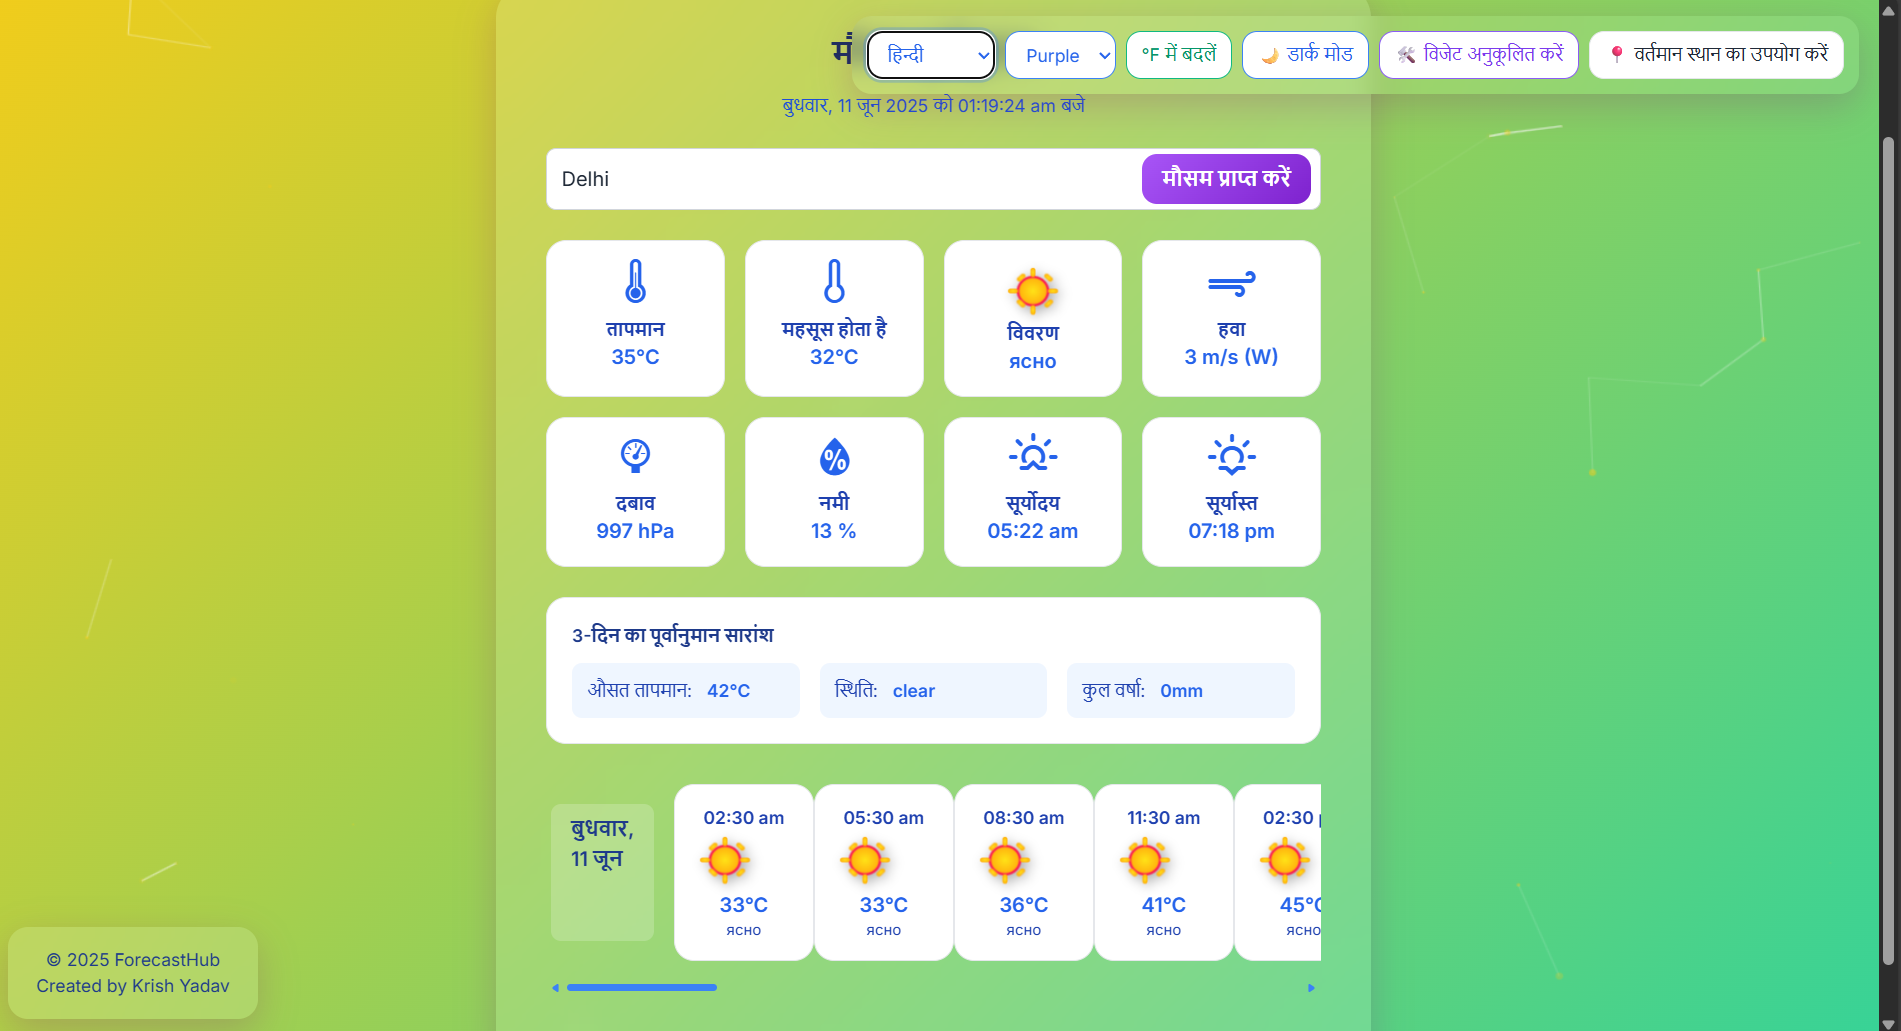 हिन्दी
Purple
°F में बदलें
🌙 डार्क मोड
🛠 विजेट अनुकूलित करें
📍 वर्तमान स्थान का उपयोग करें
बुधवार, 11 जून 2025 को 01:19:24 am बजे
Delhi
मौसम प्राप्त करें
तापमान
35°C
महसूस होता है
32°C
विवरण
ясно
हवा
3 m/s (W)
दबाव
997 hPa
नमी
13 %
सूर्योदय
05:22 am
सूर्यास्त
07:18 pm
3-दिन का पूर्वानुमान सारांश
औसत तापमान: 42°C
स्थिति: clear
कुल वर्षा: 0mm
बुधवार,
11 जून
02:30 am
33°C
ясно
05:30 am
33°C
ясно
08:30 am
36°C
ясно
11:30 am
41°C
ясно
02:30
45°C
ясно
© 2025 ForecastHub
Created by Krish Yadav